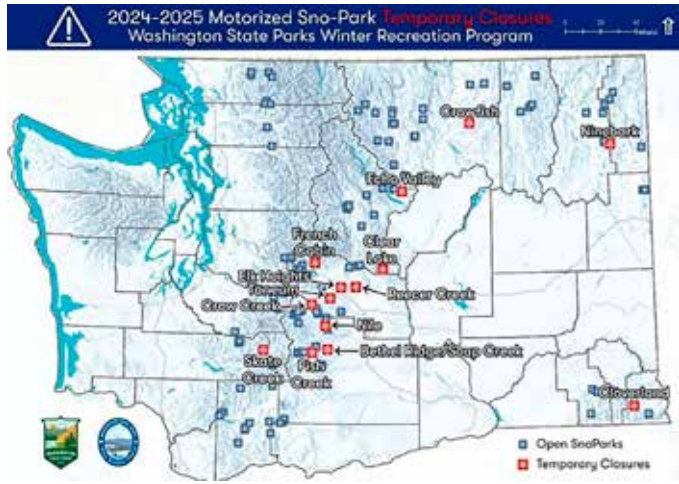 2024-2025 Motorized Sno-Park Temporary Closures
Washington State Parks Winter Recreation Program
Crawfish
Ninebark
Echo Valley
French
Cabin
Clear
Lake
Elk Heights
Taneum
Reecer Creek
Crow Creek
Nile
Bethel Ridge/Soup Creek
Skate
Creek
Fish
Creek
Cloverland
Open SnoParks
Temporary Closures